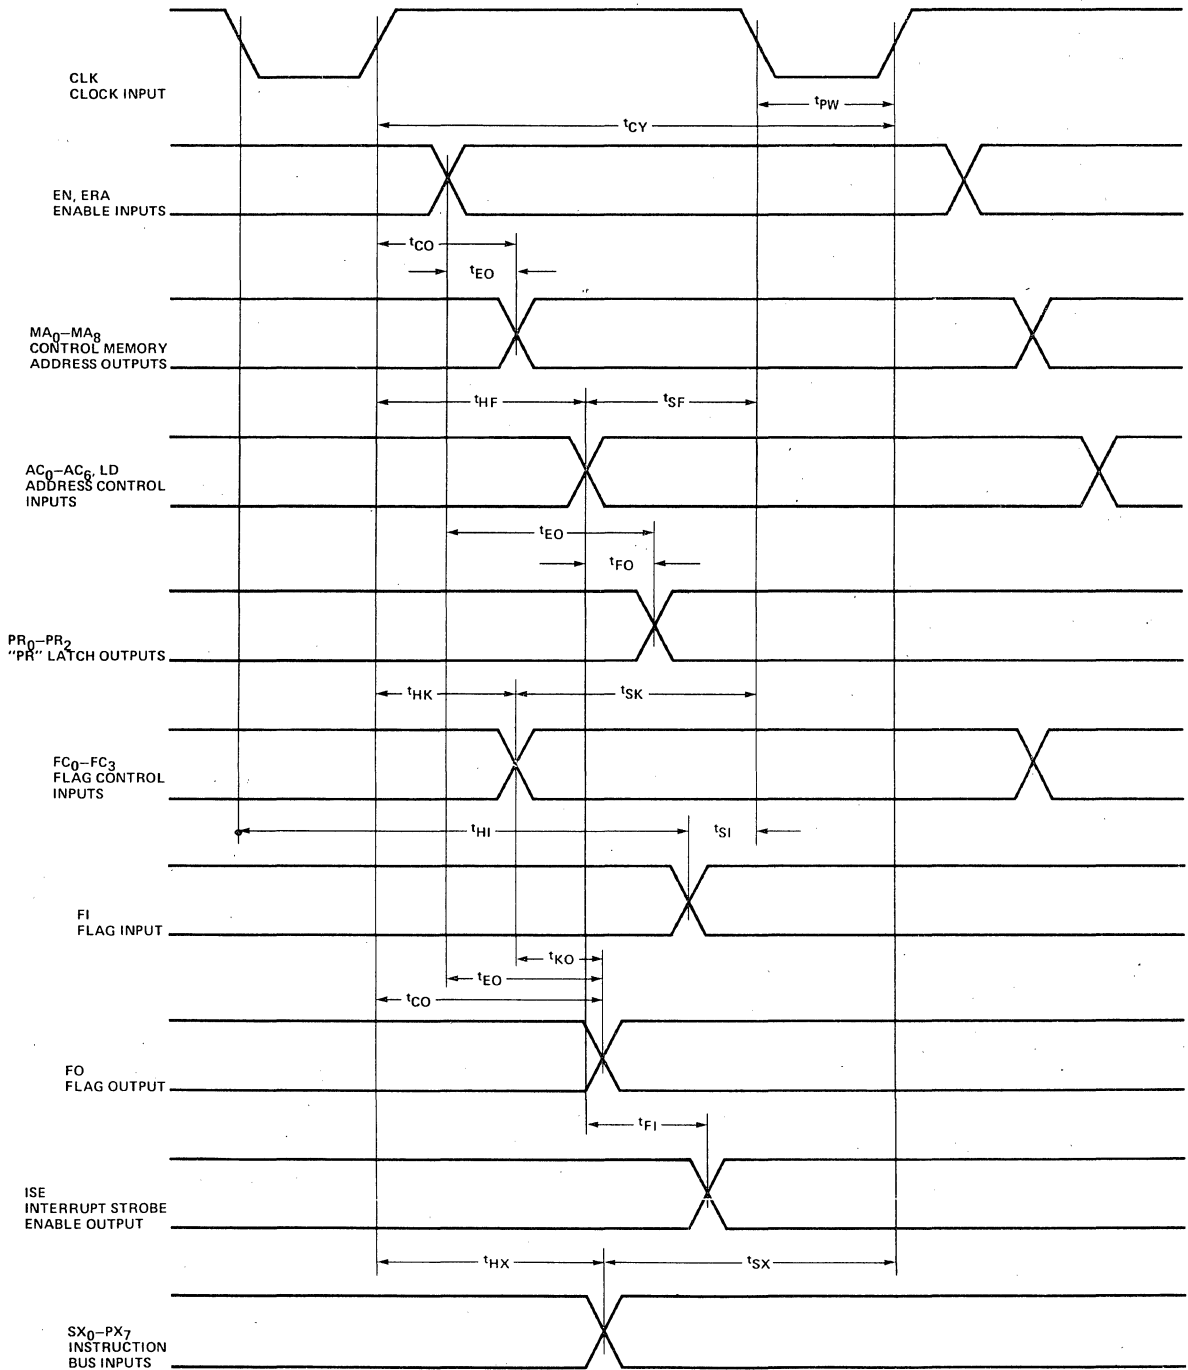 CLK
CLOCK INPUT
tPW
tCY
EN, ERA
ENABLE INPUTS
tCO
tEO
MA0–MA8
CONTROL MEMORY
ADDRESS OUTPUTS
tHF
tSF
AC0–AC6, LD
ADDRESS CONTROL
INPUTS
tEO
tFO
PR0–PR2
"PR" LATCH OUTPUTS
tHK
tSK
FC0–FC3
FLAG CONTROL
INPUTS
tHI
tSI
FI
FLAG INPUT
tKO
tEO
tCO
FO
FLAG OUTPUT
tFI
ISE
INTERRUPT STROBE
ENABLE OUTPUT
tHX
tSX
SX0–PX7
INSTRUCTION
BUS INPUTS